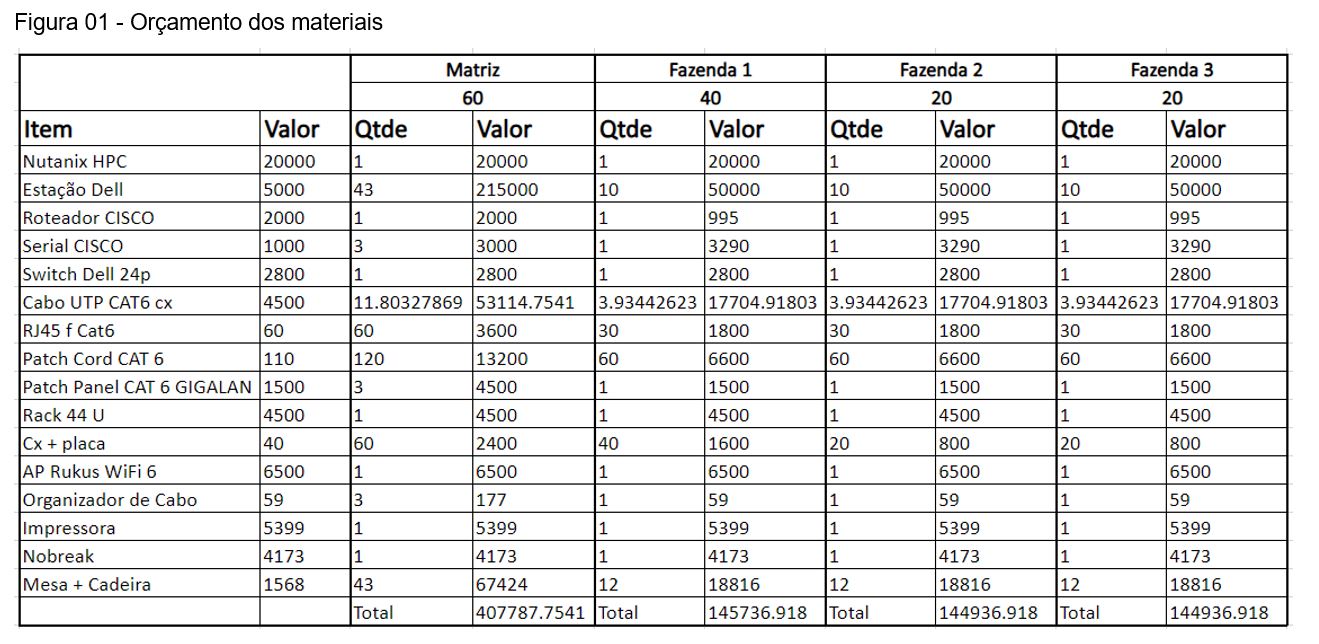 Figura 01 - Orçamento dos materiais
Matriz Fazenda 1 Fazenda 2 Fazenda 3
60 40 20 20
Item Valor Qtde Valor Qtde Valor Qtde Valor Qtde Valor
Nutanix HPC 20000 1 20000 1 20000 1 20000 1 20000
Estação Dell 5000 43 215000 10 50000 10 50000 10 50000
Roteador CISCO 2000 1 2000 1 995 1 995 1 995
Serial CISCO 1000 3 3000 1 3290 1 3290 1 3290
Switch Dell 24p 2800 1 2800 1 2800 1 2800 1 2800
Cabo UTP CAT6 cx 4500 11.80327869 53114.7541 3.93442623 17704.91803 3.93442623 17704.91803 3.93442623 17704.91803
RJ45 f Cat6 60 60 3600 30 1800 30 1800 30 1800
Patch Cord CAT 6 110 120 13200 60 6600 60 6600 60 6600
Patch Panel CAT 6 GIGALAN 1500 3 4500 1 1500 1 1500 1 1500
Rack 44 U 4500 1 4500 1 4500 1 4500 1 4500
Cx + placa 40 60 2400 40 1600 20 800 20 800
AP Rukus WiFi 6 6500 1 6500 1 6500 1 6500 1 6500
Organizador de Cabo 59 3 177 1 59 1 59 1 59
Impressora 5399 1 5399 1 5399 1 5399 1 5399
Nobreak 4173 1 4173 1 4173 1 4173 1 4173
Mesa + Cadeira 1568 43 67424 12 18816 12 18816 12 18816
Total 407787.7541 Total 145736.918 Total 144936.918 Total 144936.918